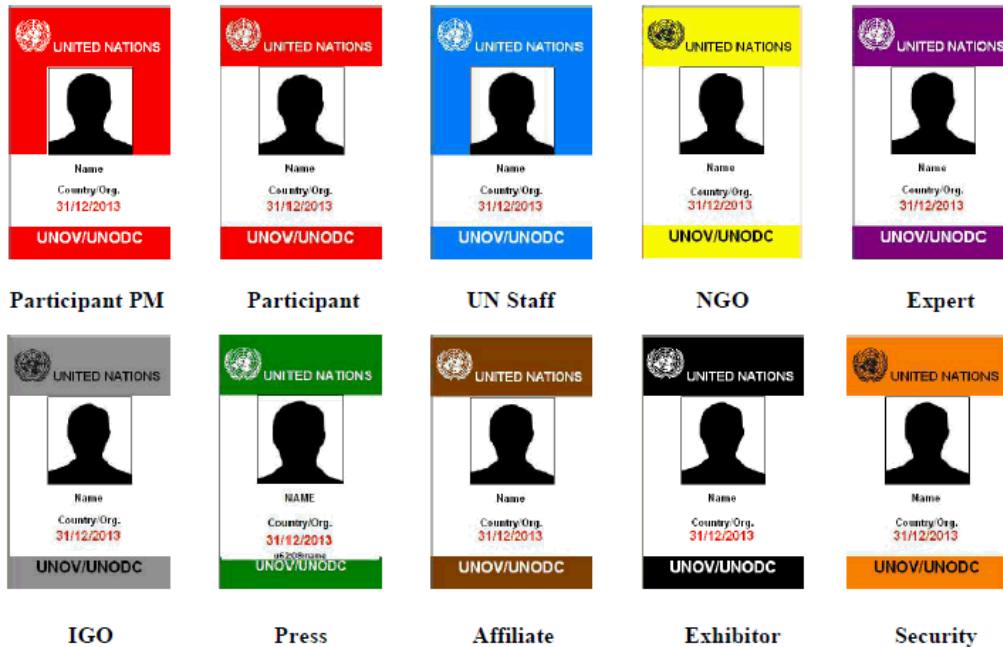 UNITED NATIONS
Name
Country/Org.
31/12/2013
UNOV/UNODC
Participant PM
UNITED NATIONS
Name
Country/Org.
31/12/2013
UNOV/UNODC
Participant
UNITED NATIONS
Name
Country/Org.
31/12/2013
UNOV/UNODC
UN Staff
UNITED NATIONS
Name
Country/Org.
31/12/2013
UNOV/UNODC
NGO
UNITED NATIONS
Name
Country/Org.
31/12/2013
UNOV/UNODC
Expert
UNITED NATIONS
Name
Country/Org.
31/12/2013
UNOV/UNODC
IGO
UNITED NATIONS
NAME
Country/Org.
31/12/2013
UNOV/UNODC
Press
UNITED NATIONS
Name
Country/Org.
31/12/2013
UNOV/UNODC
Affiliate
UNITED NATIONS
Name
Country/Org.
31/12/2013
UNOV/UNODC
Exhibitor
UNITED NATIONS
Name
Country/Org.
31/12/2013
UNOV/UNODC
Security